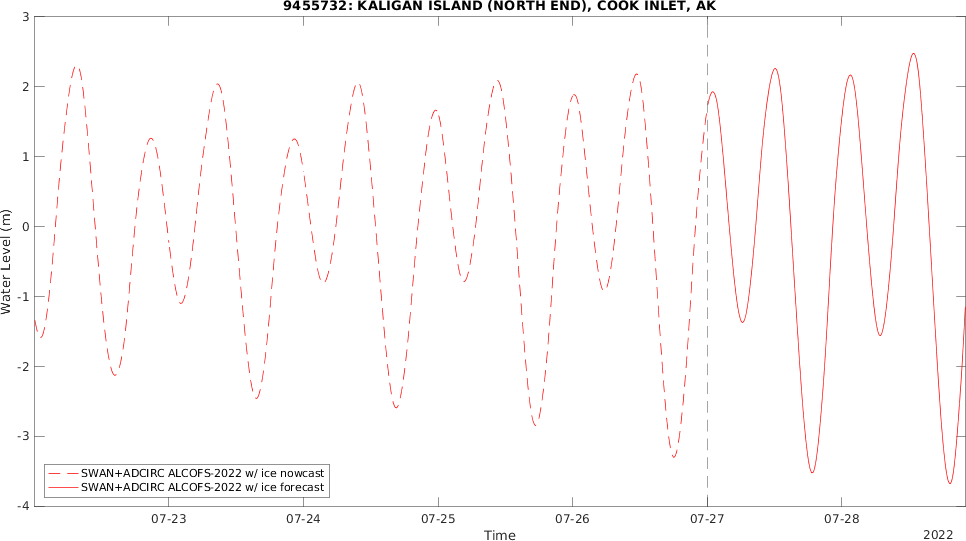 9455732: KALIGAN ISLAND (NORTH END), COOK INLET, AK
3
2
1
0
-1
-2
-3
-4
Water Level (m)
SWAN+ADCIRC ALCOFS-2022 w/ ice nowcast
SWAN+ADCIRC ALCOFS-2022 w/ ice forecast
07-23 07-24 07-25 07-26 07-27 07-28
Time
2022